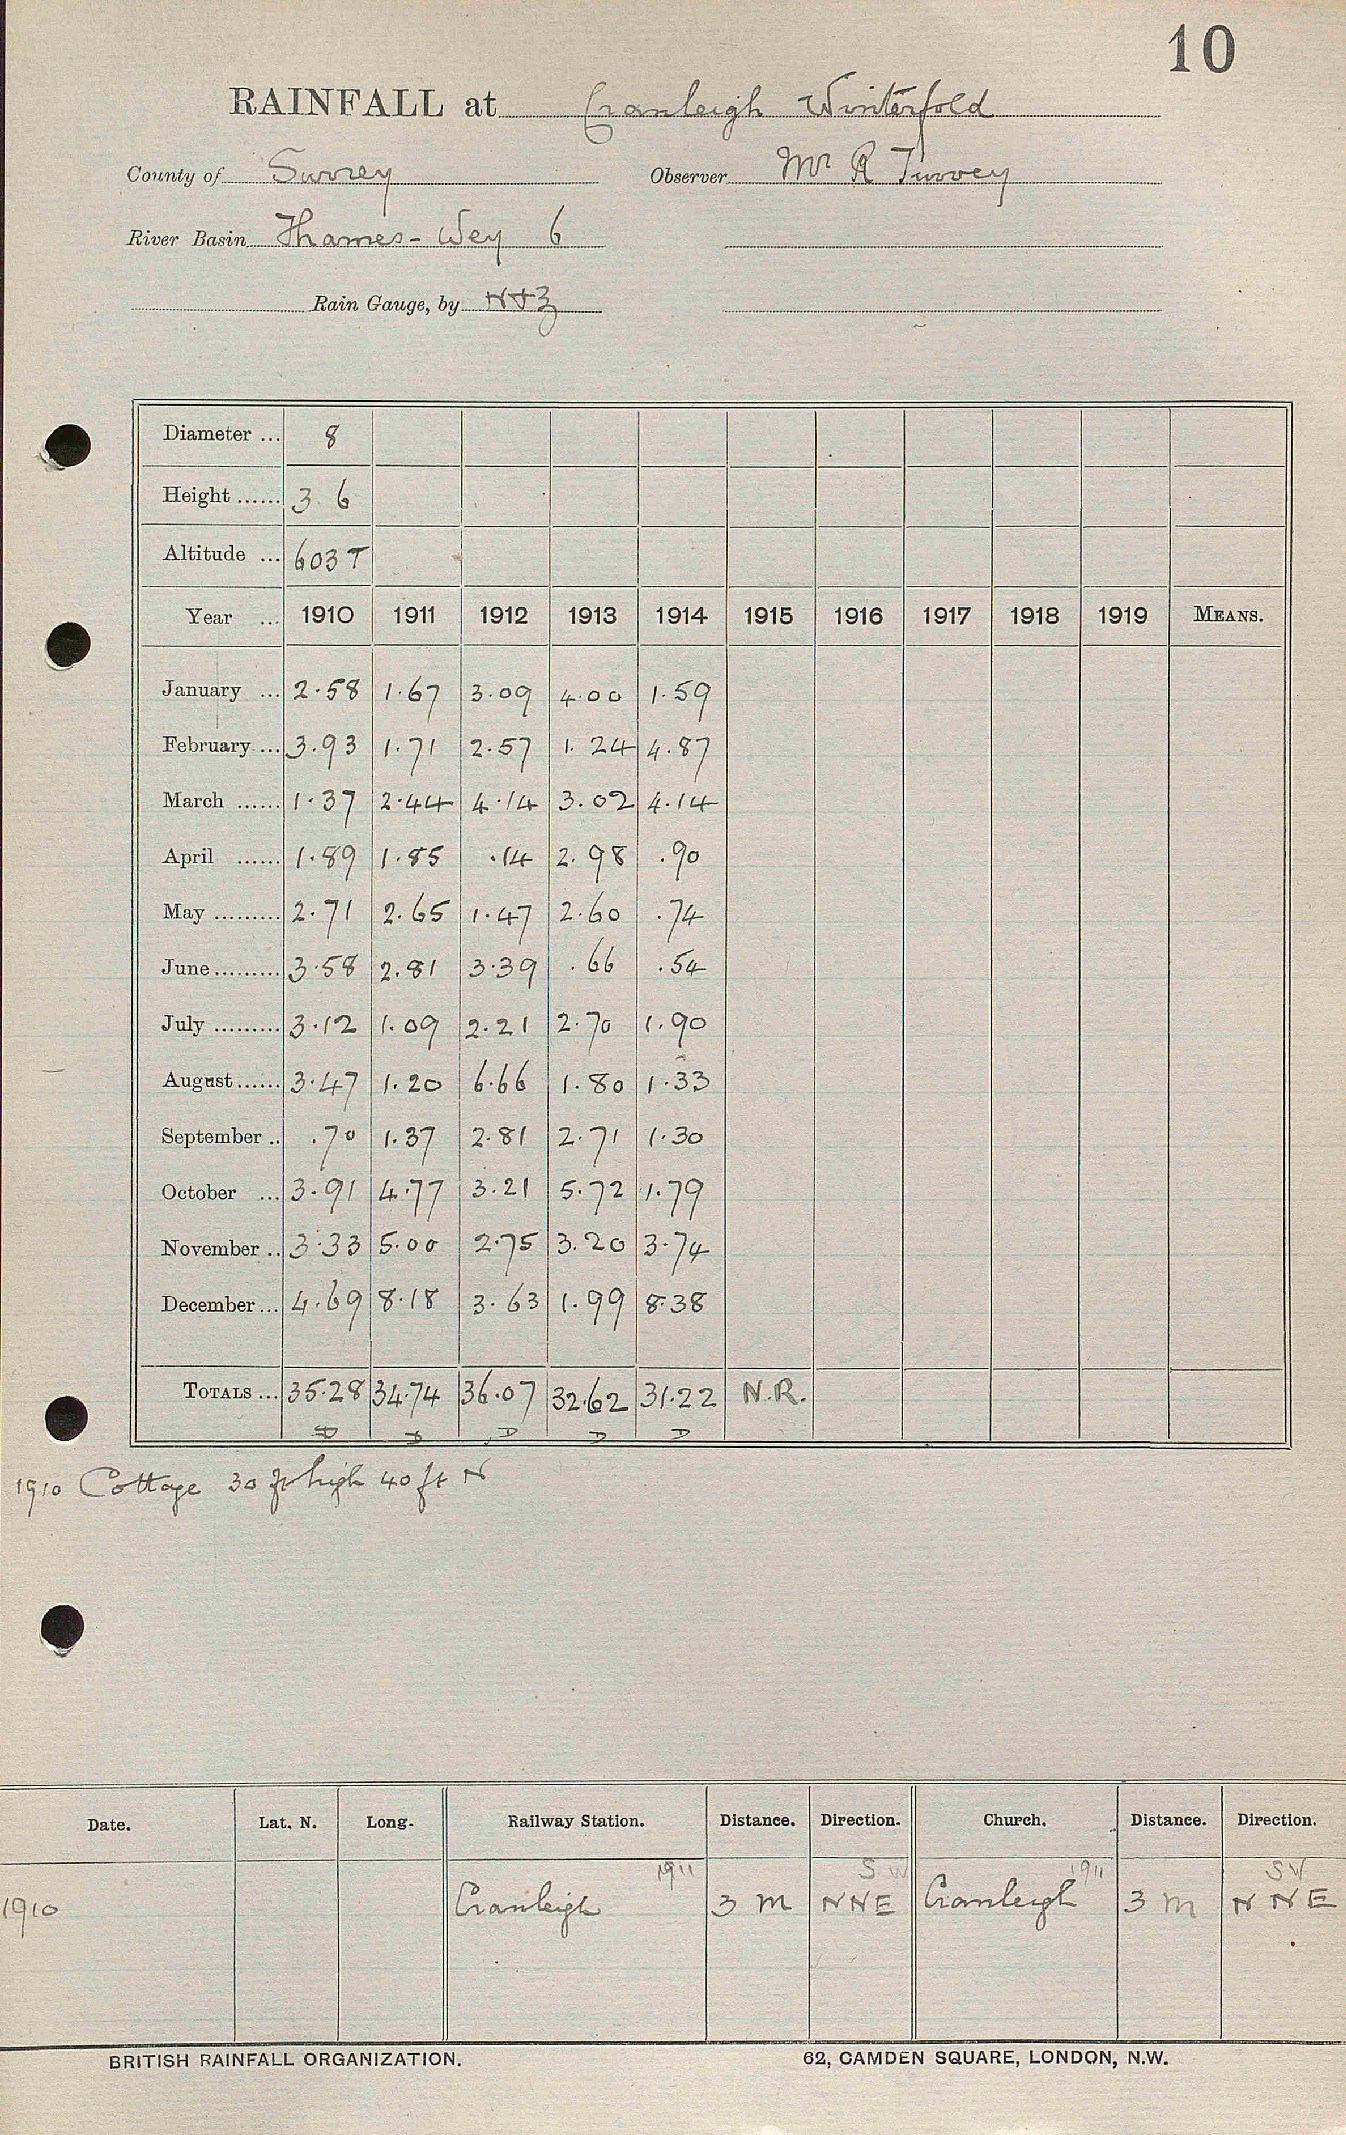 10
RAINFALL at Cranleigh Winterfold
County of Surrey Observer Mr R Turvey
River Basin Thames - Wey 6
Rain Gauge, by N & Z
Diameter ... 8
Height ...... 3 6
Altitude ... 603 T
Year ... 1910 1911 1912 1913 1914 1915 1916 1917 1918 1919 MEANS.
January ... 2.58 1.67 3.09 4.00 1.59
February ... 3.93 1.71 2.57 1.24 4.87
March ...... 1.37 2.44 4.14 3.02 4.14
April ...... 1.89 1.85 .14 2.98 .90
May ......... 2.71 2.65 1.47 2.60 .74
June ......... 3.58 2.81 3.39 .66 .54
July ......... 3.12 1.09 2.21 2.70 1.90
August ...... 3.47 1.20 6.66 1.80 1.33
September .. .70 1.37 2.81 2.71 1.30
October ... 3.91 4.77 3.21 5.72 1.79
November .. 3.33 5.00 2.75 3.20 3.74
December ... 4.69 8.18 3.63 1.99 8.38
TOTALS ... 35.28 34.74 36.07 32.62 31.22 N.R.
D D D D D
1910 Cottage 30 ft high 40 ft N
Date. Lat. N. Long. Railway Station. Distance. Direction. Church. Distance. Direction.
1911 SW 1911 SW
1910 Cranleigh 3 m NNE Cranleigh 3 m NNE
BRITISH RAINFALL ORGANIZATION. 62, CAMDEN SQUARE, LONDON, N.W.